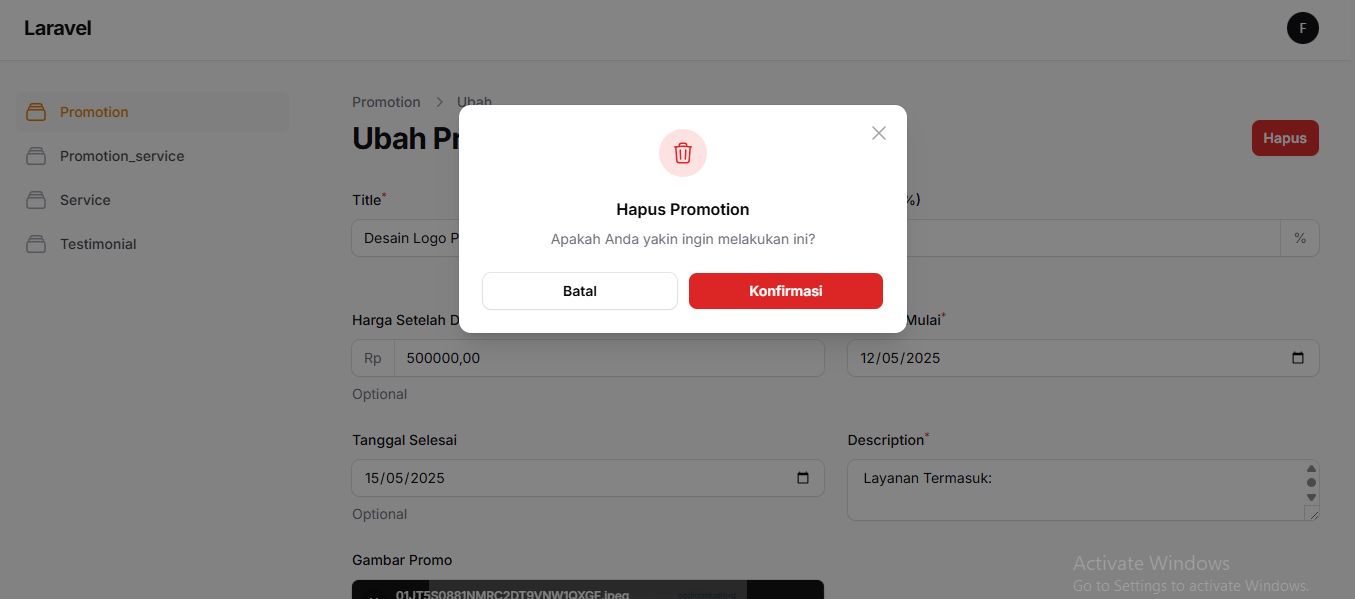 Laravel
F
Promotion
Promotion_service
Service
Testimonial
Promotion > Ubah
Ubah Pr
Hapus
Hapus Promotion
Apakah Anda yakin ingin melakukan ini?
Batal
Konfirmasi
Title*
%)
Desain Logo P
%
Harga Setelah D
Mulai*
Rp 500000,00
12/05/2025
Optional
Tanggal Selesai
Description*
15/05/2025
Layanan Termasuk:
Optional
Gambar Promo
01JT5S0881NMRC2DT9VNW1QXGF.jpeg
Activate Windows
Go to Settings to activate Windows.